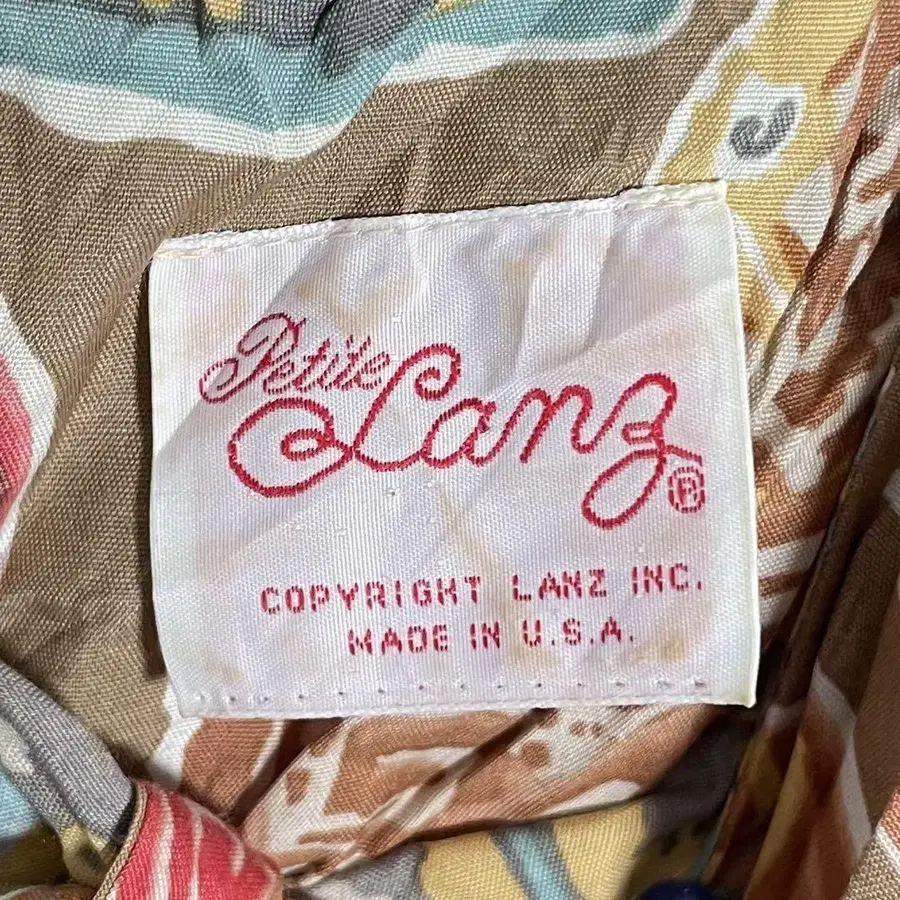 Petite
Lanz ®
COPYRIGHT LANZ INC.
MADE IN U.S.A.